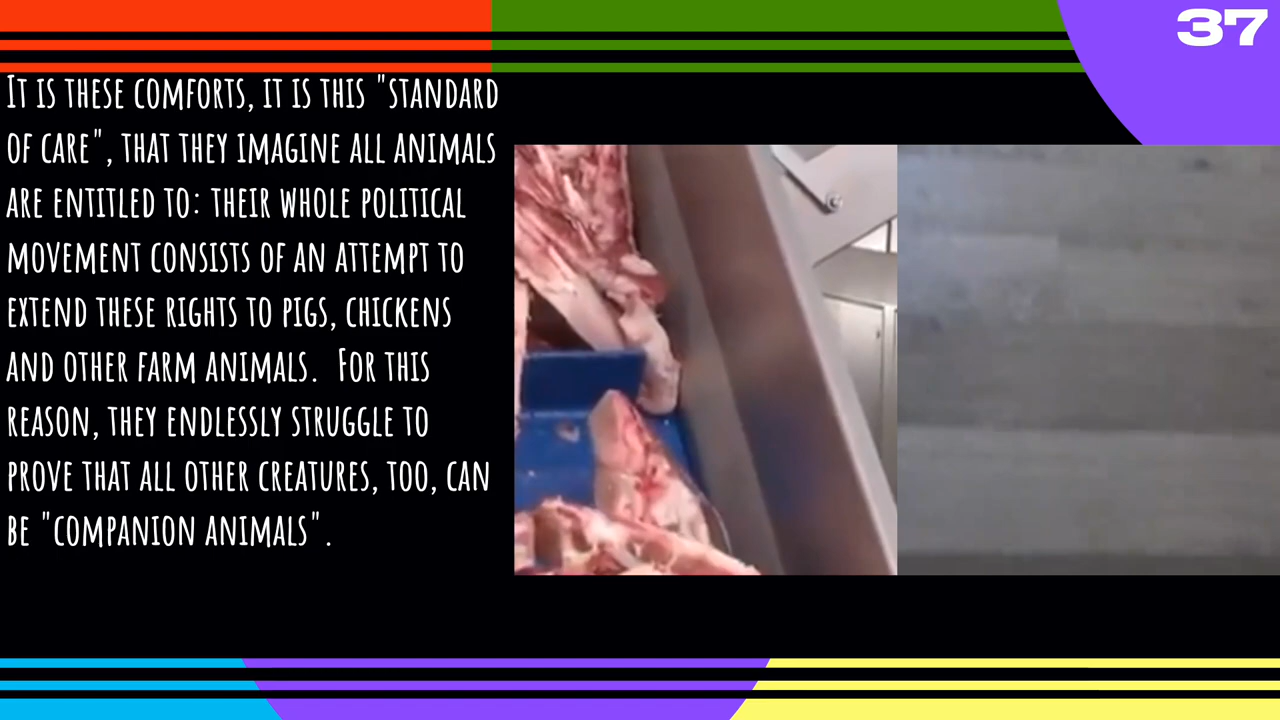 37
It is these comforts, it is this "standard
of care", that they imagine all animals
are entitled to: their whole political
movement consists of an attempt to
extend these rights to pigs, chickens
and other farm animals.  For this
reason, they endlessly struggle to
prove that all other creatures, too, can
be "companion animals".